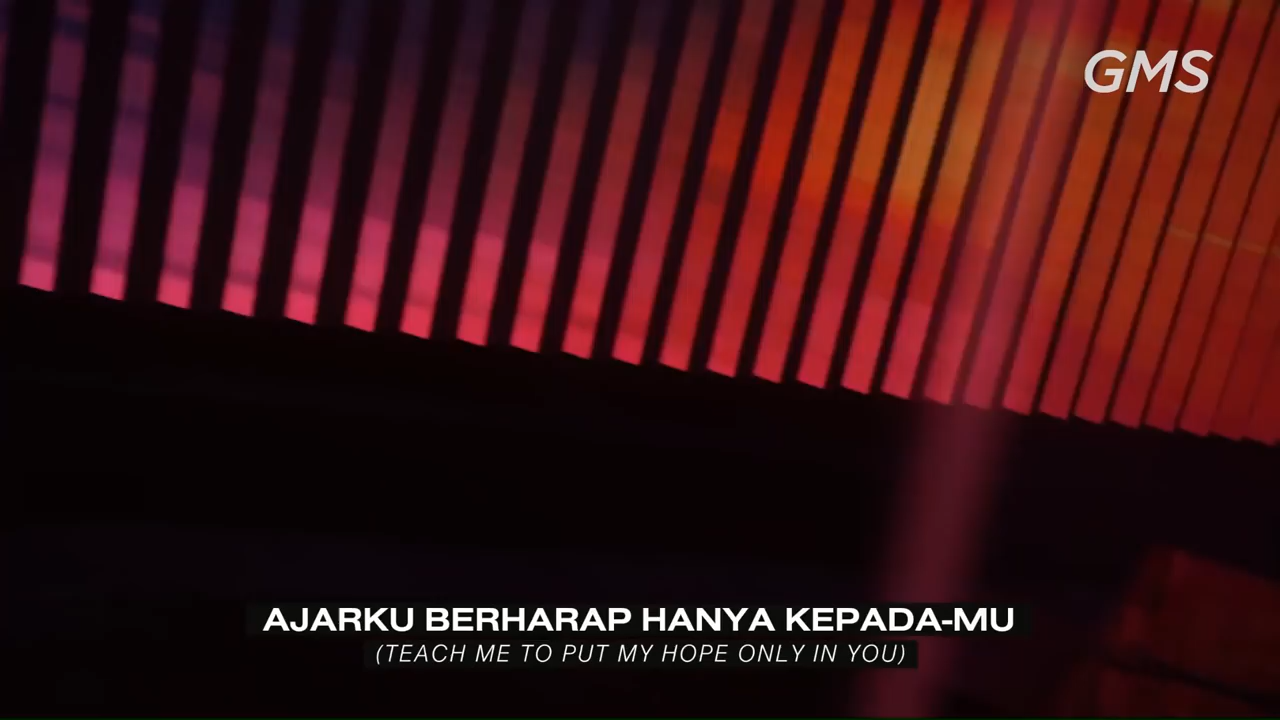 GMS
AJARKU BERHARAP HANYA KEPADA-MU
(TEACH ME TO PUT MY HOPE ONLY IN YOU)